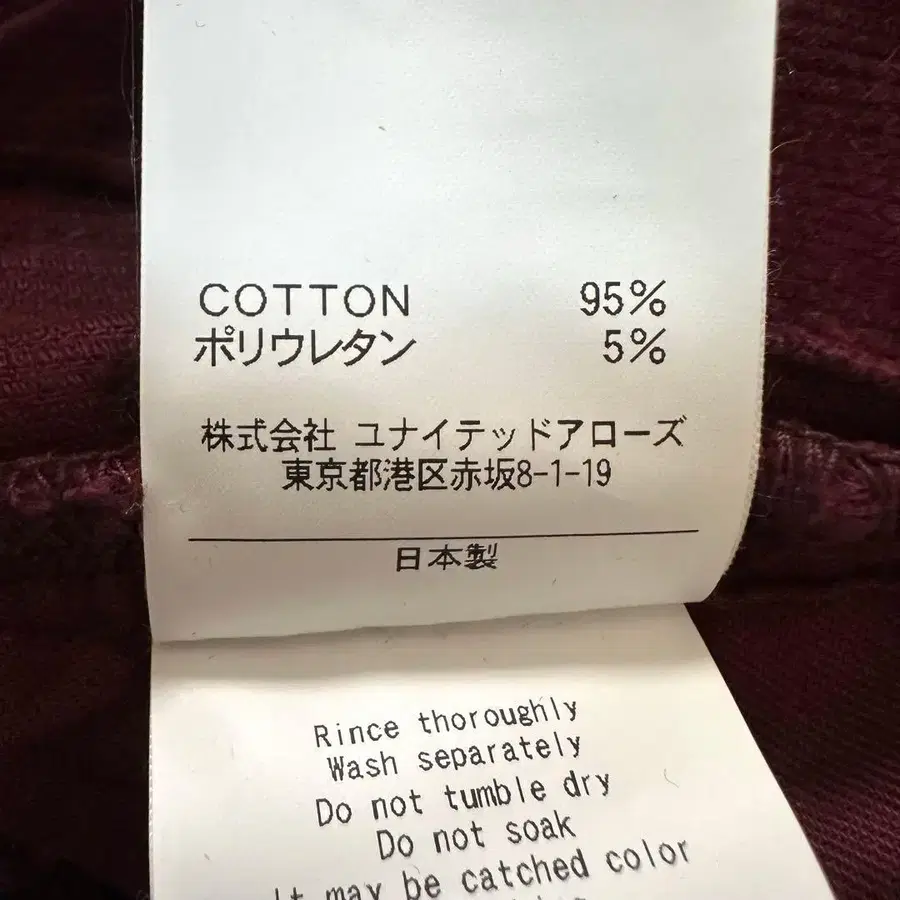 COTTON 95%
ポリウレタン 5%
株式会社 ユナイテッドアローズ
東京都港区赤坂8-1-19
日本製
Rince thoroughly
Wash separately
Do not tumble dry
Do not soak
It may be catched color